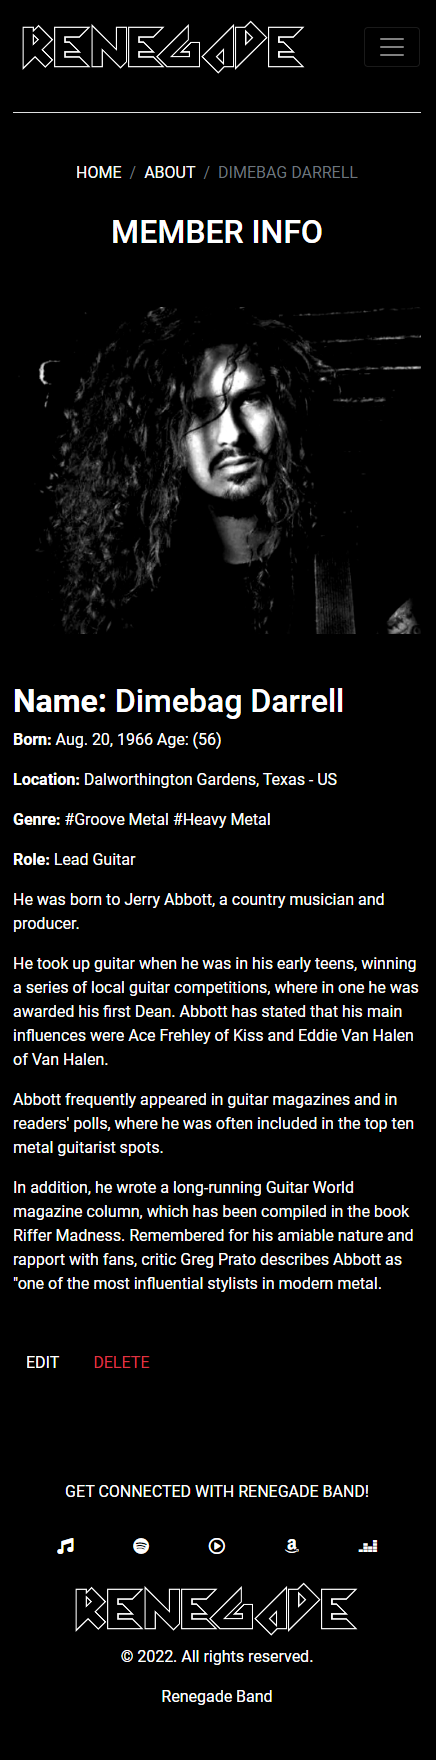 RENEGADE
HOME / ABOUT / DIMEBAG DARRELL
MEMBER INFO
Name: Dimebag Darrell
Born: Aug. 20, 1966 Age: (56)
Location: Dalworthington Gardens, Texas - US
Genre: #Groove Metal #Heavy Metal
Role: Lead Guitar
He was born to Jerry Abbott, a country musician and
producer.
He took up guitar when he was in his early teens, winning
a series of local guitar competitions, where in one he was
awarded his first Dean. Abbott has stated that his main
influences were Ace Frehley of Kiss and Eddie Van Halen
of Van Halen.
Abbott frequently appeared in guitar magazines and in
readers' polls, where he was often included in the top ten
metal guitarist spots.
In addition, he wrote a long-running Guitar World
magazine column, which has been compiled in the book
Riffer Madness. Remembered for his amiable nature and
rapport with fans, critic Greg Prato describes Abbott as
"one of the most influential stylists in modern metal.
EDIT DELETE
GET CONNECTED WITH RENEGADE BAND!
RENEGADE
© 2022. All rights reserved.
Renegade Band